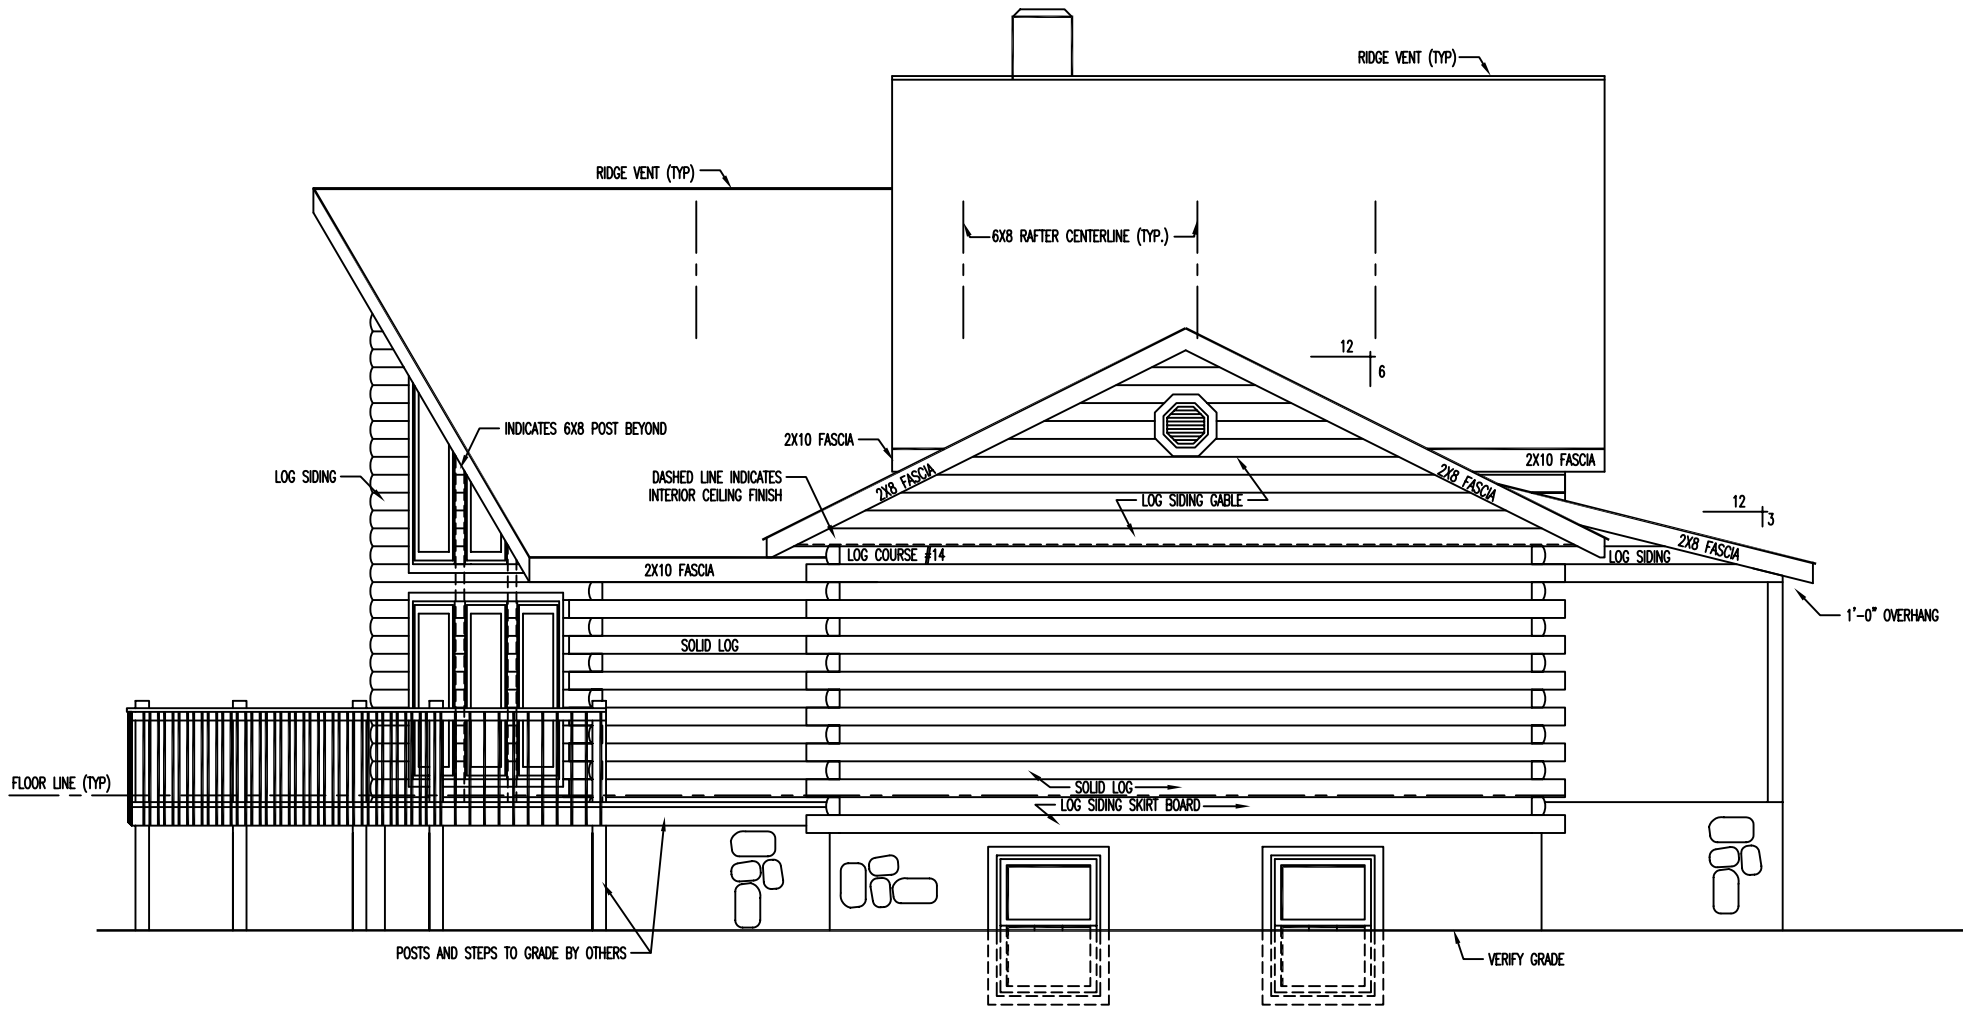 RIDGE VENT (TYP)
RIDGE VENT (TYP)
6X8 RAFTER CENTERLINE (TYP.)
12
6
INDICATES 6X8 POST BEYOND
2X10 FASCIA
LOG SIDING
DASHED LINE INDICATES
INTERIOR CEILING FINISH
2X8 FASCIA
LOG SIDING GABLE
2X8 FASCIA
2X10 FASCIA
12
3
2X8 FASCIA
LOG COURSE #14
LOG SIDING
2X10 FASCIA
1'-0" OVERHANG
SOLID LOG
FLOOR LINE (TYP)
SOLID LOG
LOG SIDING SKIRT BOARD
POSTS AND STEPS TO GRADE BY OTHERS
VERIFY GRADE